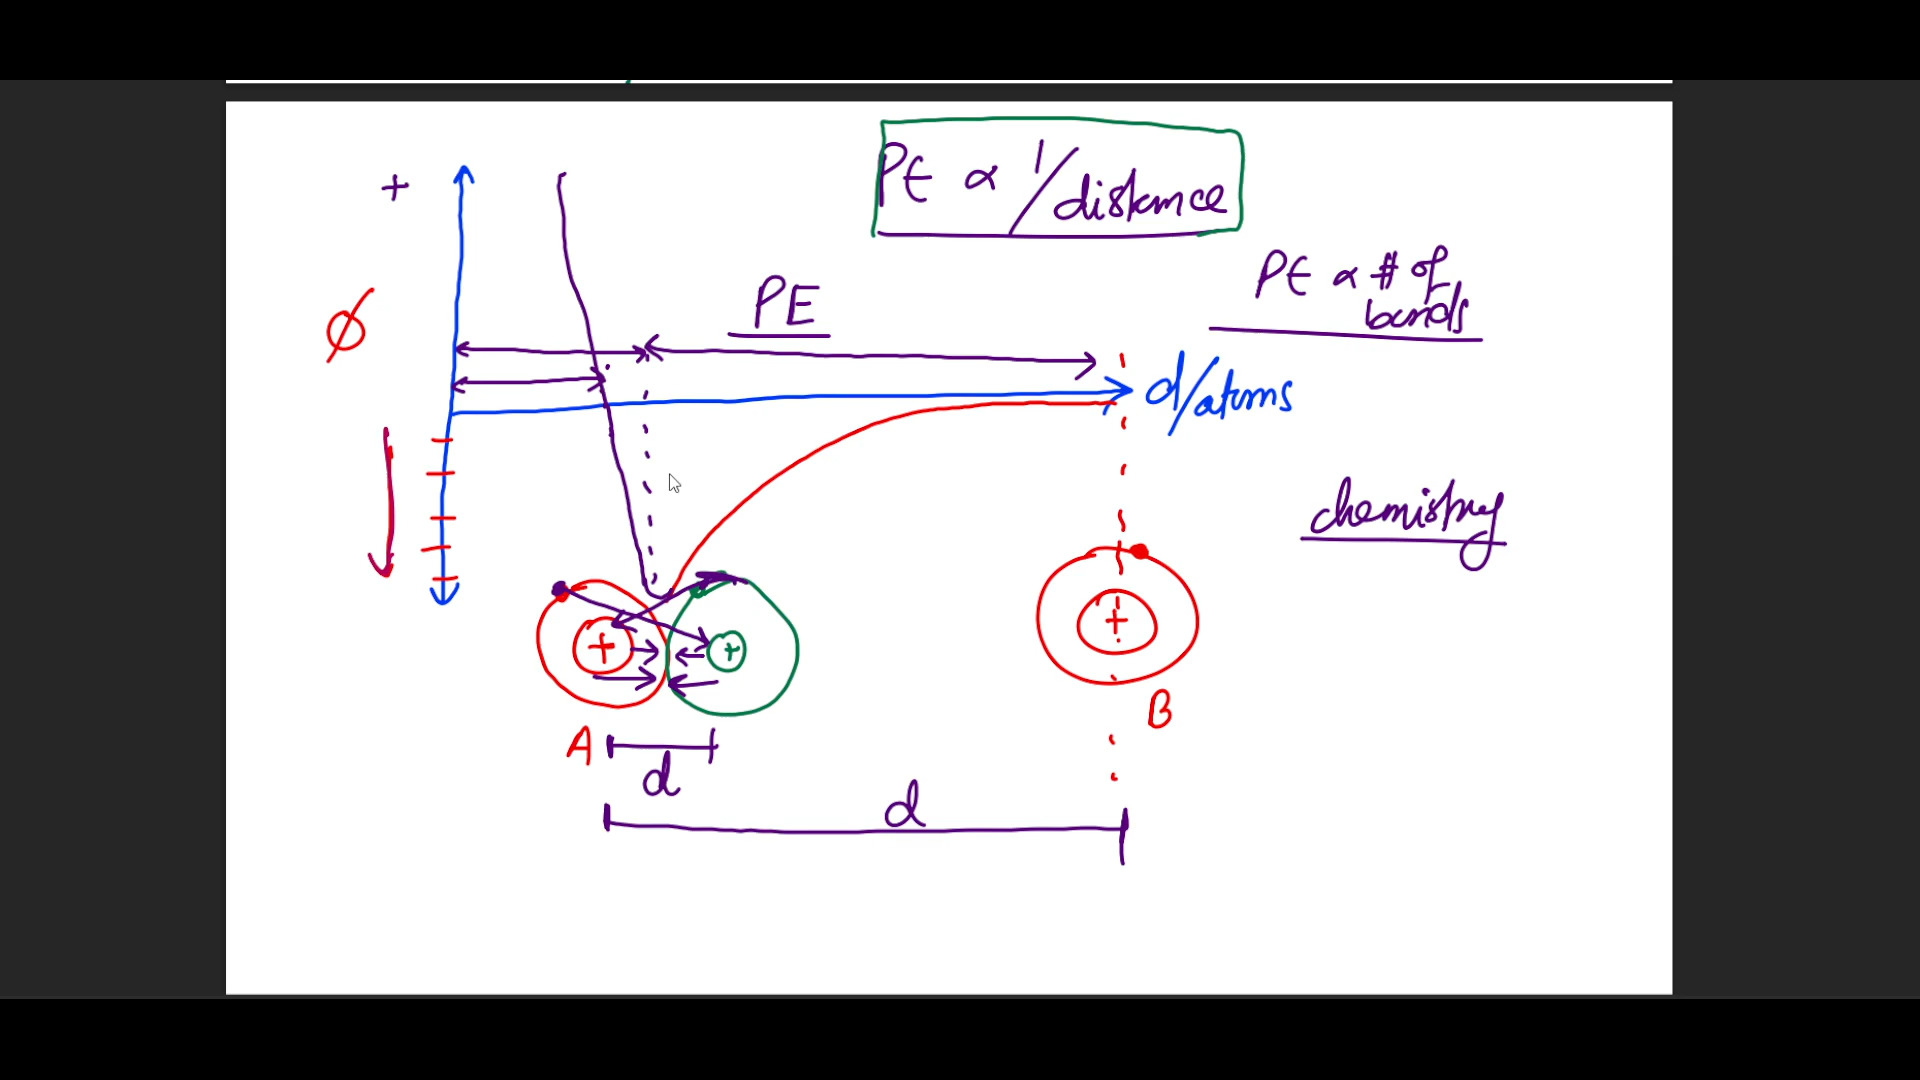 PE ∝ 1/distance
+
PE ∝ # of
bonds
PE
Ø
d/atoms
chemistry
+
+
+
A
B
d
d